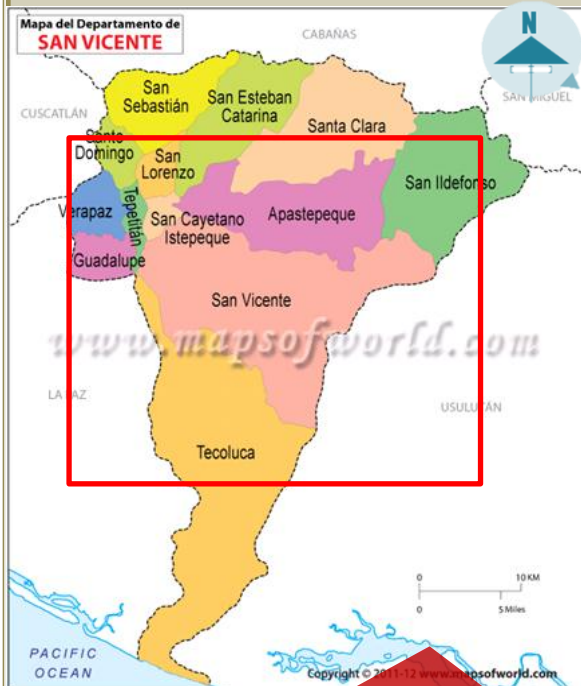 Mapa del Departamento de
SAN VICENTE
N
CABAÑAS
SAN MIGUEL
CUSCATLÁN
San
Sebastián
San Esteban
Catarina
Santa Clara
Santo
Domingo
San
Lorenzo
San Ildefonso
Verapaz
Tepetitán
San Cayetano
Istepeque
Apastepeque
Guadalupe
San Vicente
www.mapsofworld.com
LA PAZ
USULUTÁN
Tecoluca
0 10 KM
0 5 Miles
PACIFIC
OCEAN
Copyright © 2011-12 www.mapsofworld.com